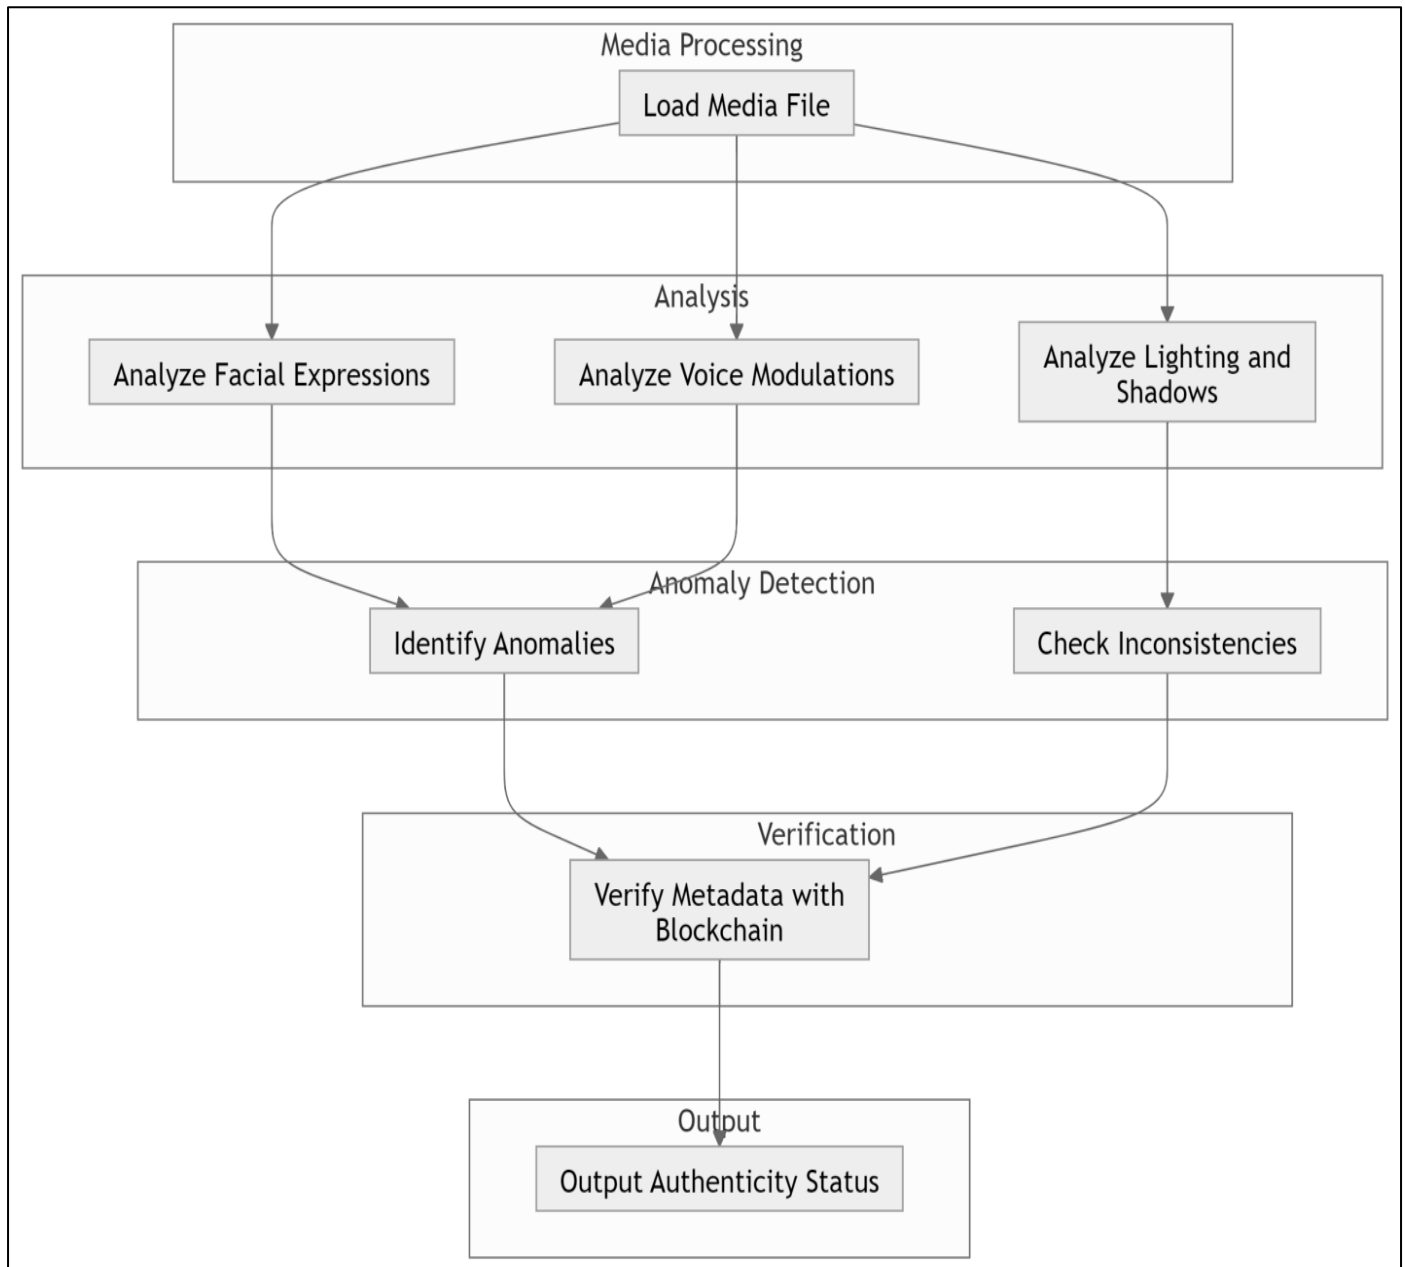 Media Processing
Load Media File
Analysis
Analyze Facial Expressions
Analyze Voice Modulations
Analyze Lighting and
Shadows
Anomaly Detection
Identify Anomalies
Check Inconsistencies
Verification
Verify Metadata with
Blockchain
Output
Output Authenticity Status